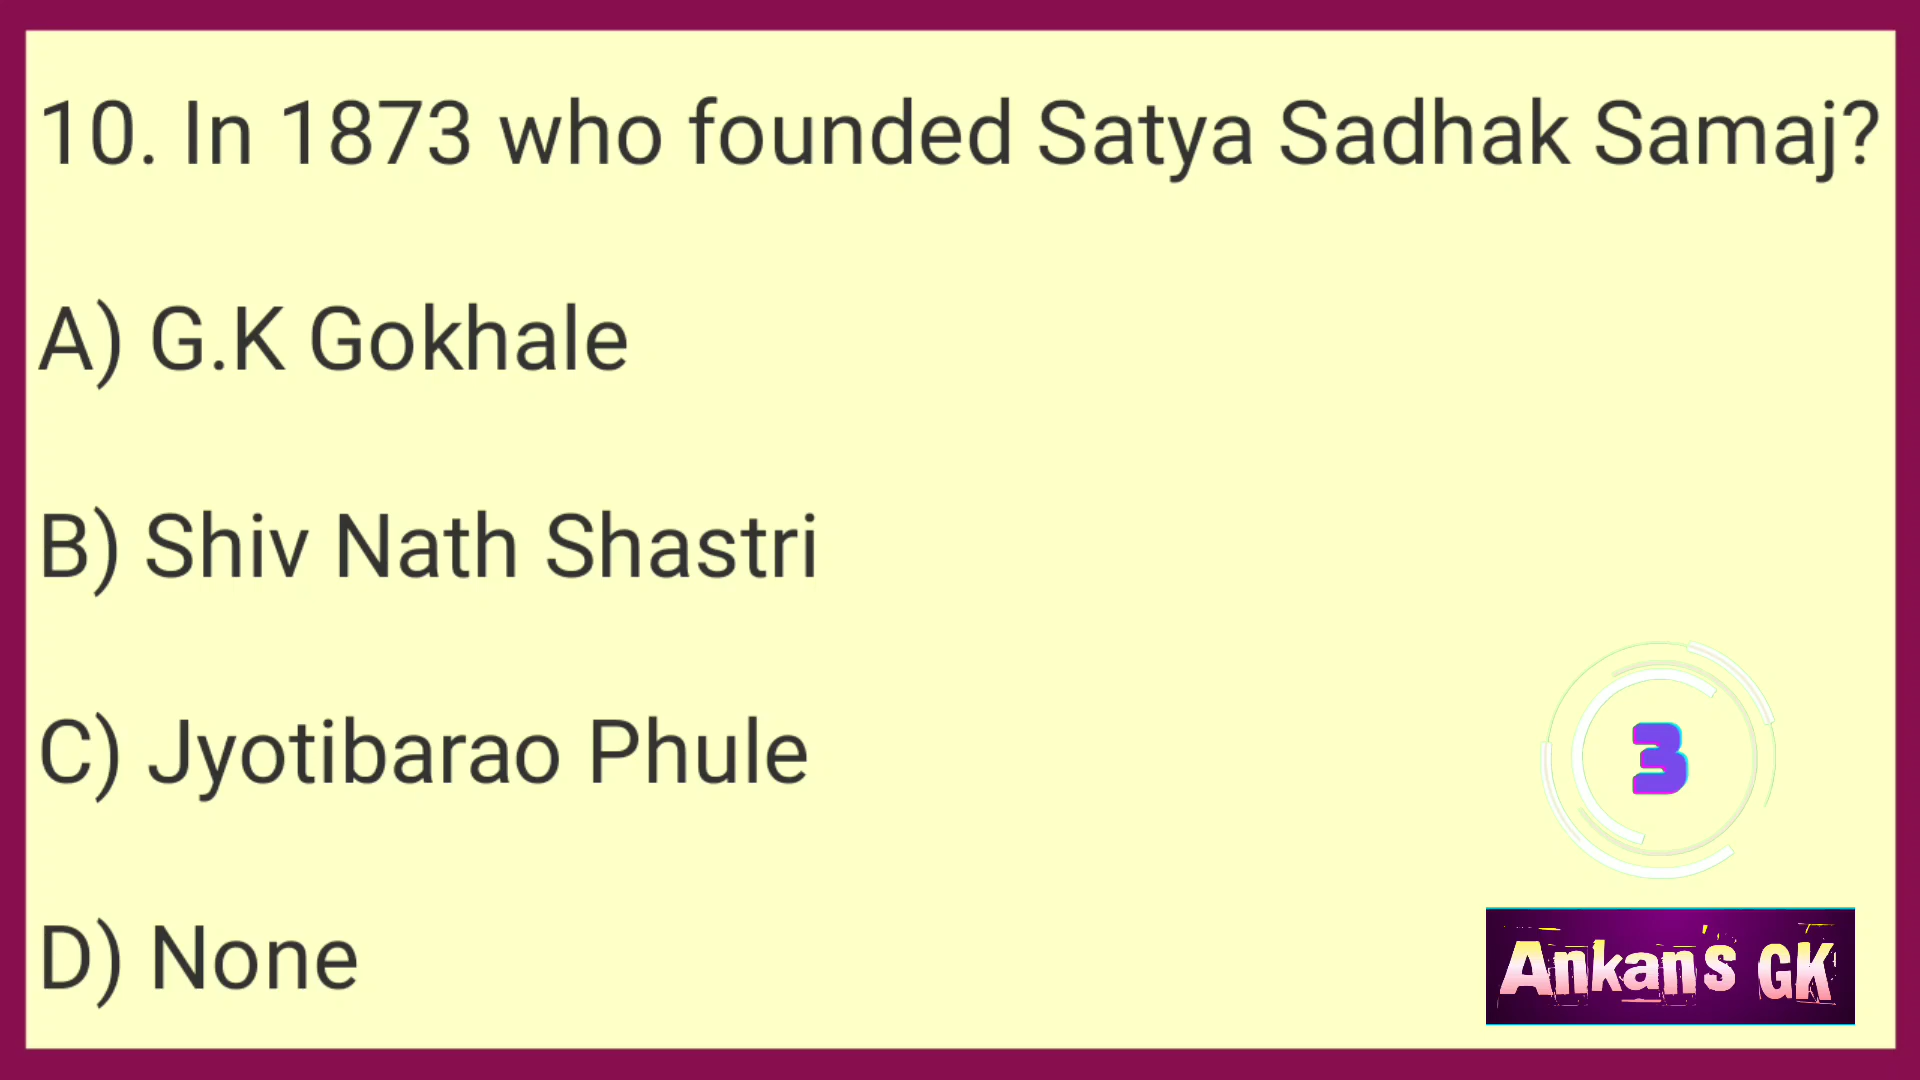 10. In 1873 who founded Satya Sadhak Samaj?
A) G.K Gokhale
B) Shiv Nath Shastri
C) Jyotibarao Phule
3
D) None
Ankan's GK